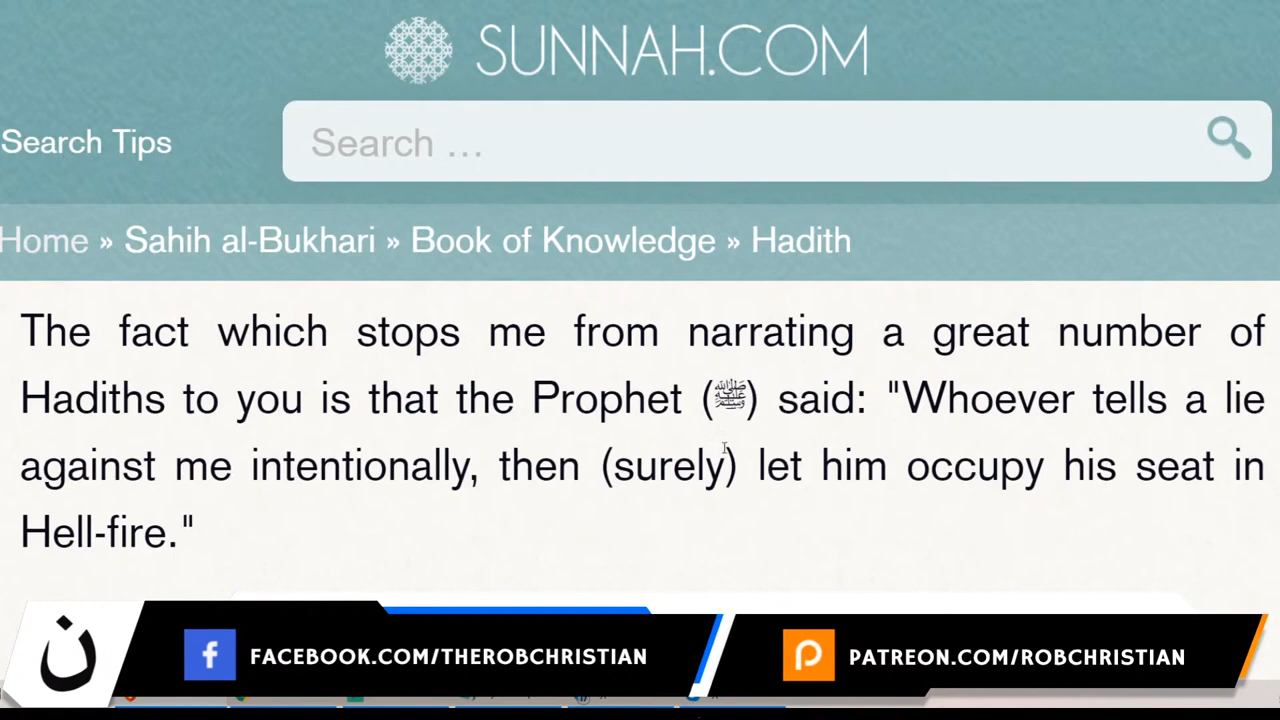 SUNNAH.COM
Search Tips
Search ...
Home » Sahih al-Bukhari » Book of Knowledge » Hadith
The fact which stops me from narrating a great number of
Hadiths to you is that the Prophet (ﷺ) said: "Whoever tells a lie
against me intentionally, then (surely) let him occupy his seat in
Hell-fire."
ن
f FACEBOOK.COM/THEROBCHRISTIAN
PATREON.COM/ROBCHRISTIAN